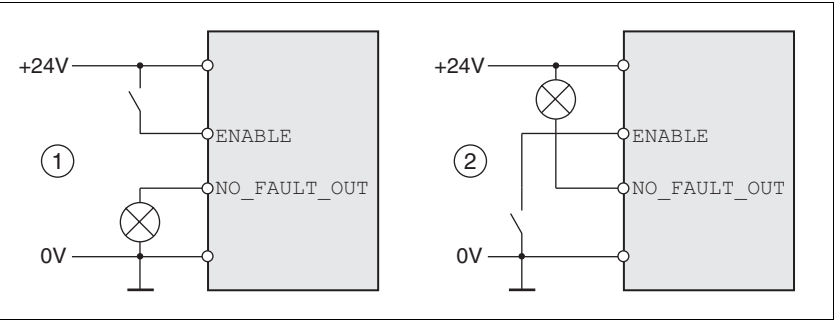 +24V
ENABLE
1
NO_FAULT_OUT
0V
+24V
ENABLE
2
NO_FAULT_OUT
0V